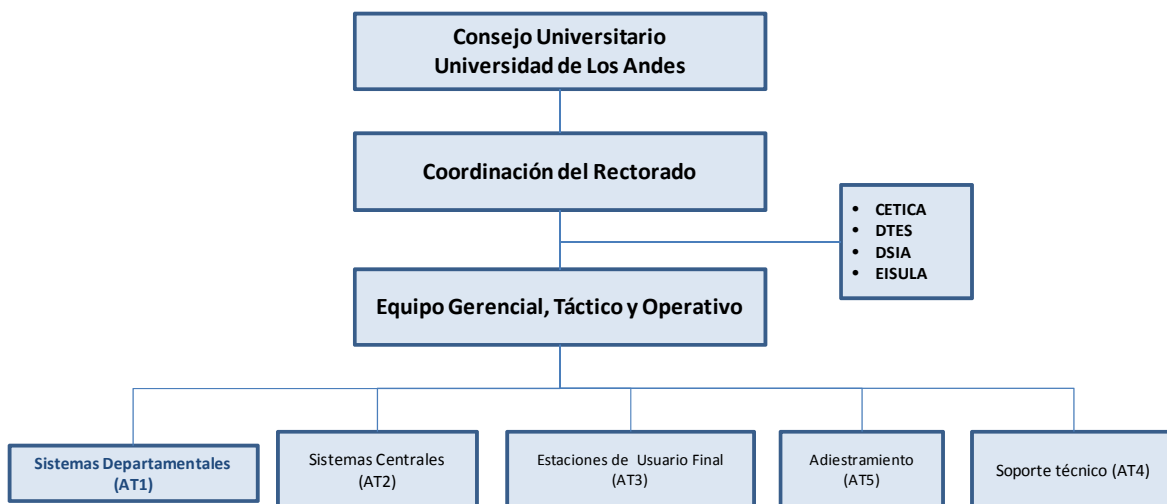 Consejo Universitario
Universidad de Los Andes
Coordinación del Rectorado
• CETICA
• DTES
• DSIA
• EISULA
Equipo Gerencial, Táctico y Operativo
Sistemas Departamentales
(AT1)
Sistemas Centrales
(AT2)
Estaciones de Usuario Final
(AT3)
Adiestramiento
(AT5)
Soporte técnico (AT4)